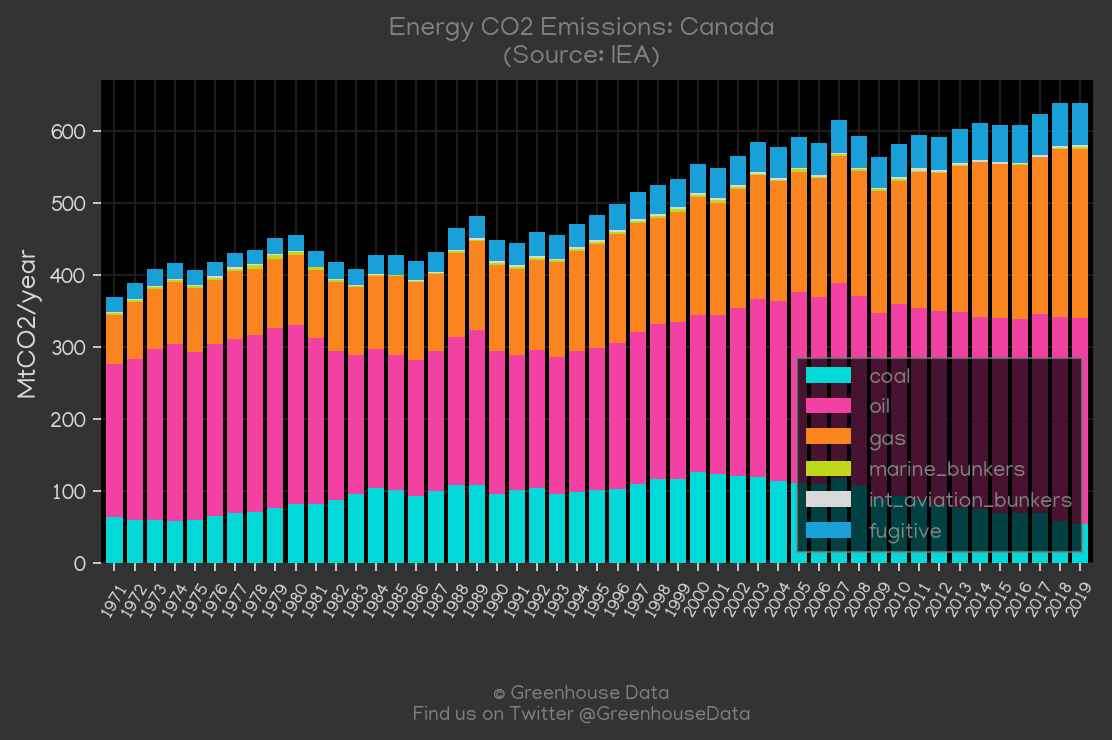 Energy CO2 Emissions: Canada
(Source: IEA)
MtCO2/year
600
500
400
300
200
100
0
coal
oil
gas
marine_bunkers
int_aviation_bunkers
fugitive
1971 1972 1973 1974 1975 1976 1977 1978 1979 1980 1981 1982 1983 1984 1985 1986 1987 1988 1989 1990 1991 1992 1993 1994 1995 1996 1997 1998 1999 2000 2001 2002 2003 2004 2005 2006 2007 2008 2009 2010 2011 2012 2013 2014 2015 2016 2017 2018 2019
© Greenhouse Data
Find us on Twitter @GreenhouseData